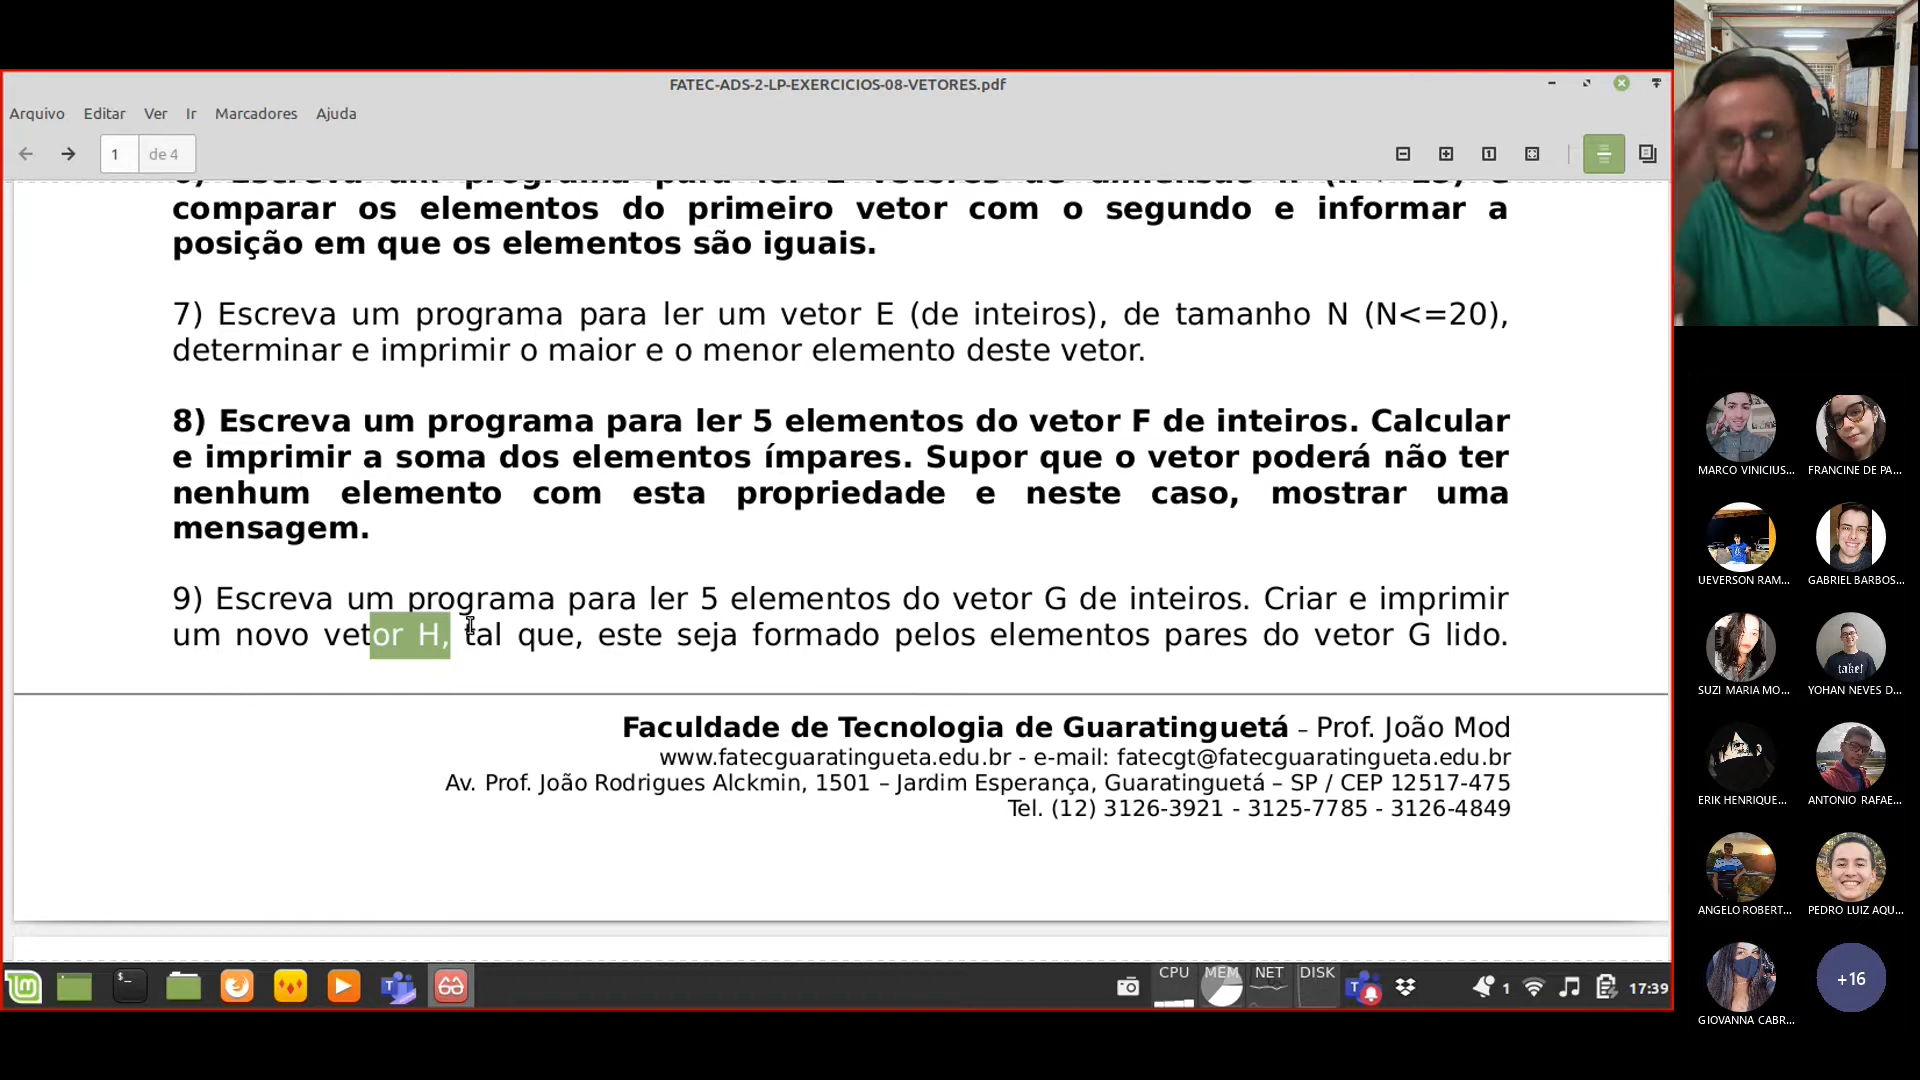 FATEC-ADS-2-LP-EXERCICIOS-08-VETORES.pdf
Arquivo Editar Ver Ir Marcadores Ajuda
1 de 4
comparar os elementos do primeiro vetor com o segundo e informar a
posição em que os elementos são iguais.
7) Escreva um programa para ler um vetor E (de inteiros), de tamanho N (N<=20),
determinar e imprimir o maior e o menor elemento deste vetor.
8) Escreva um programa para ler 5 elementos do vetor F de inteiros. Calcular
e imprimir a soma dos elementos ímpares. Supor que o vetor poderá não ter
nenhum elemento com esta propriedade e neste caso, mostrar uma
mensagem.
9) Escreva um programa para ler 5 elementos do vetor G de inteiros. Criar e imprimir
um novo vetor H, tal que, este seja formado pelos elementos pares do vetor G lido.
Faculdade de Tecnologia de Guaratinguetá – Prof. João Mod
www.fatecguaratingueta.edu.br - e-mail: fatecgt@fatecguaratingueta.edu.br
Av. Prof. João Rodrigues Alckmin, 1501 – Jardim Esperança, Guaratinguetá – SP / CEP 12517-475
Tel. (12) 3126-3921 - 3125-7785 - 3126-4849
CPU MEM NET DISK
1 17:39
MARCO VINICIUS... FRANCINE DE PA...
UEVERSON RAM... GABRIEL BARBOS...
SUZI MARIA MO... YOHAN NEVES D...
ERIK HENRIQUE... ANTONIO RAFAE...
ANGELO ROBERT... PEDRO LUIZ AQU...
GIOVANNA CABR... +16